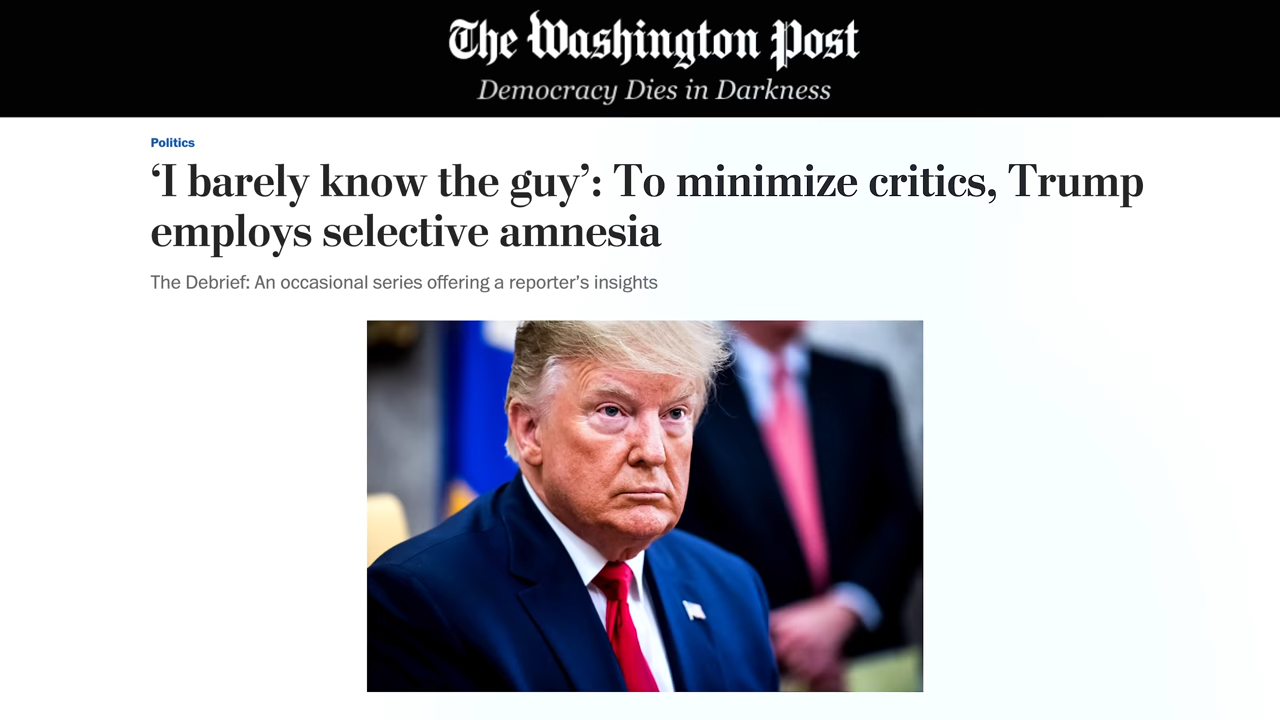 The Washington Post
Democracy Dies in Darkness
Politics
‘I barely know the guy’: To minimize critics, Trump
employs selective amnesia
The Debrief: An occasional series offering a reporter’s insights